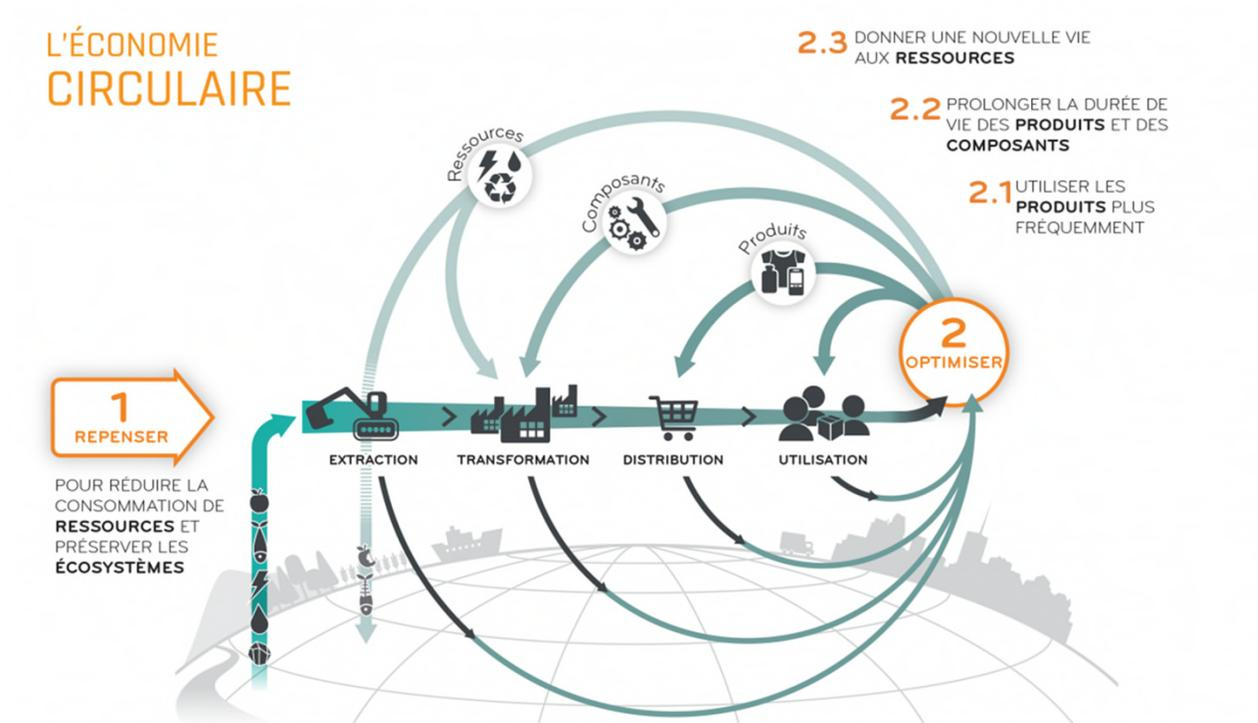 L'ÉCONOMIE
CIRCULAIRE
2.3 DONNER UNE NOUVELLE VIE
AUX RESSOURCES
2.2 PROLONGER LA DURÉE DE
VIE DES PRODUITS ET DES
COMPOSANTS
2.1 UTILISER LES
PRODUITS PLUS
FRÉQUEMMENT
Ressources
Composants
Produits
2
OPTIMISER
1
REPENSER
POUR RÉDUIRE LA
CONSOMMATION DE
RESSOURCES ET
PRÉSERVER LES
ÉCOSYSTÈMES
EXTRACTION
TRANSFORMATION
DISTRIBUTION
UTILISATION